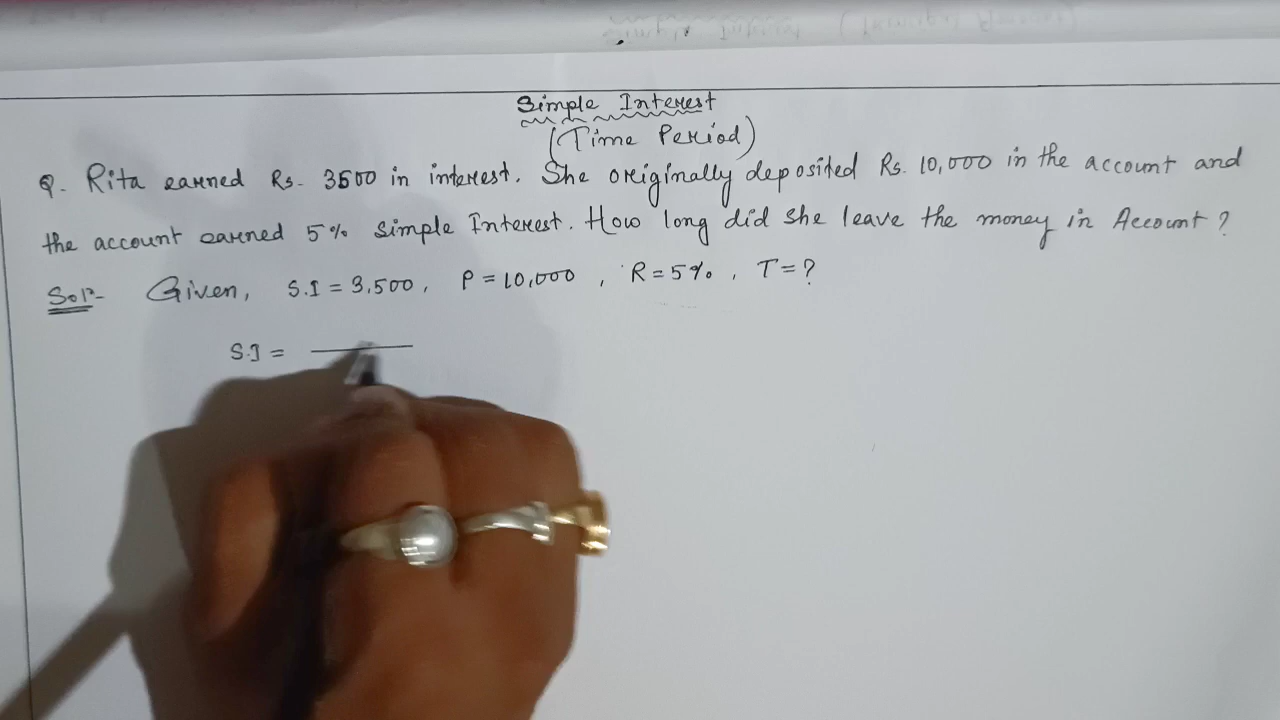 Simple Interest
(Time Period)
Q. Rita earned Rs. 3500 in interest. She originally deposited Rs. 10,000 in the account and
the account earned 5% Simple Interest. How long did she leave the money in Account?
Sol:- Given, S.I = 3,500, P = 10,000, R = 5%, T = ?
S.I =